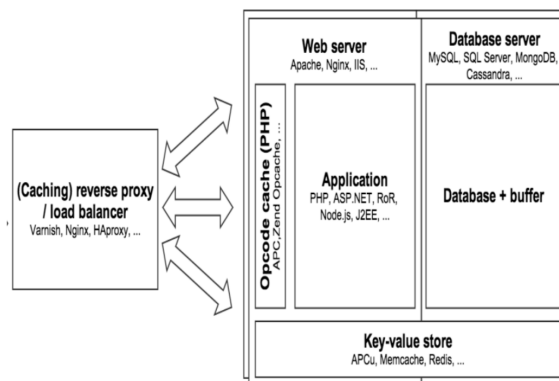 (Caching) reverse proxy
/ load balancer
Varnish, Nginx, HAproxy, ...
Web server
Apache, Nginx, IIS, ...
Opcode cache (PHP)
APC,Zend Opcache, ...
Application
PHP, ASP.NET, RoR,
Node.js, J2EE, ...
Database server
MySQL, SQL Server, MongoDB,
Cassandra, ...
Database + buffer
Key-value store
APCu, Memcache, Redis, ...